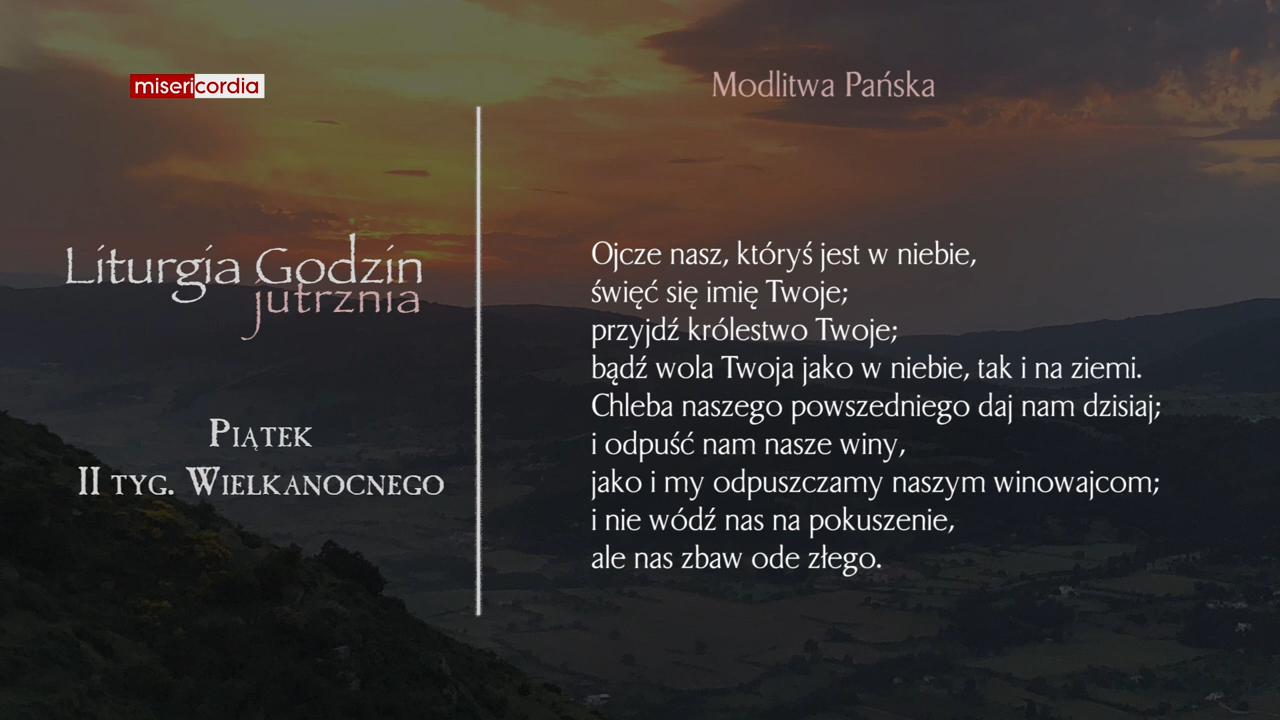 misericordia
Liturgia Godzin
jutrznia
Piątek
II tyg. Wielkanocnego
Modlitwa Pańska
Ojcze nasz, któryś jest w niebie,
święć się imię Twoje;
przyjdź królestwo Twoje;
bądź wola Twoja jako w niebie, tak i na ziemi.
Chleba naszego powszedniego daj nam dzisiaj;
i odpuść nam nasze winy,
jako i my odpuszczamy naszym winowajcom;
i nie wódź nas na pokuszenie,
ale nas zbaw ode złego.